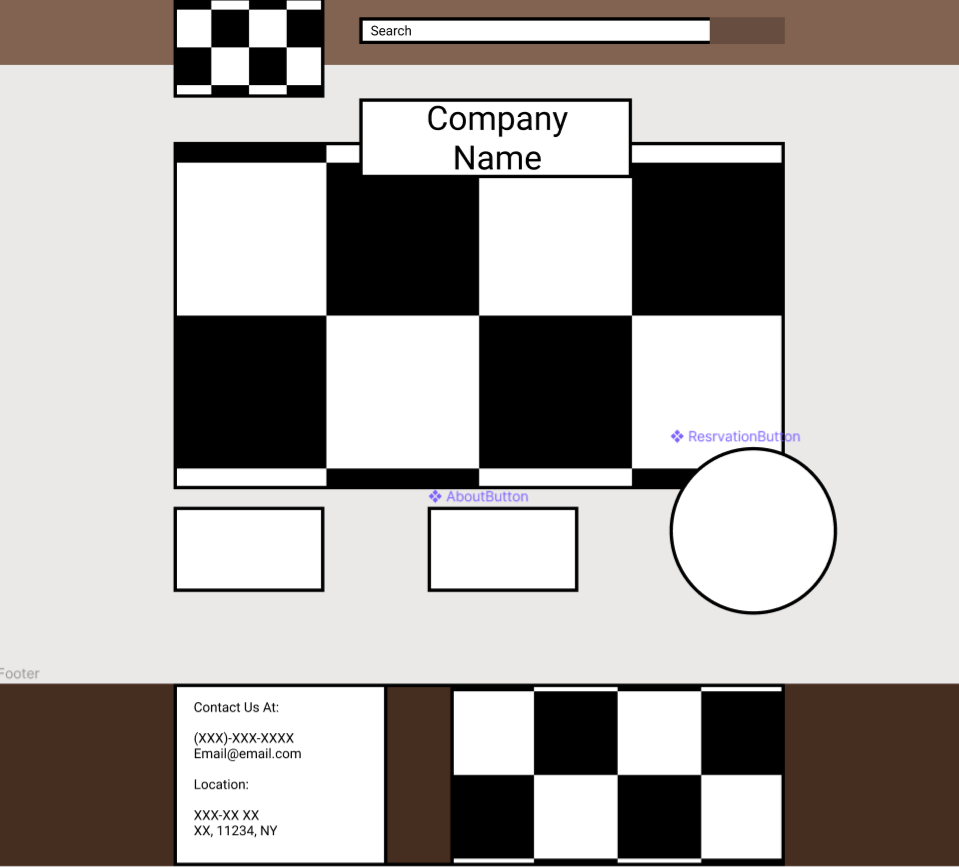 Search
Company
Name
ResrvationButton
AboutButton
Footer
Contact Us At:
(XXX)-XXX-XXXX
Email@email.com
Location:
XXX-XX XX
XX, 11234, NY